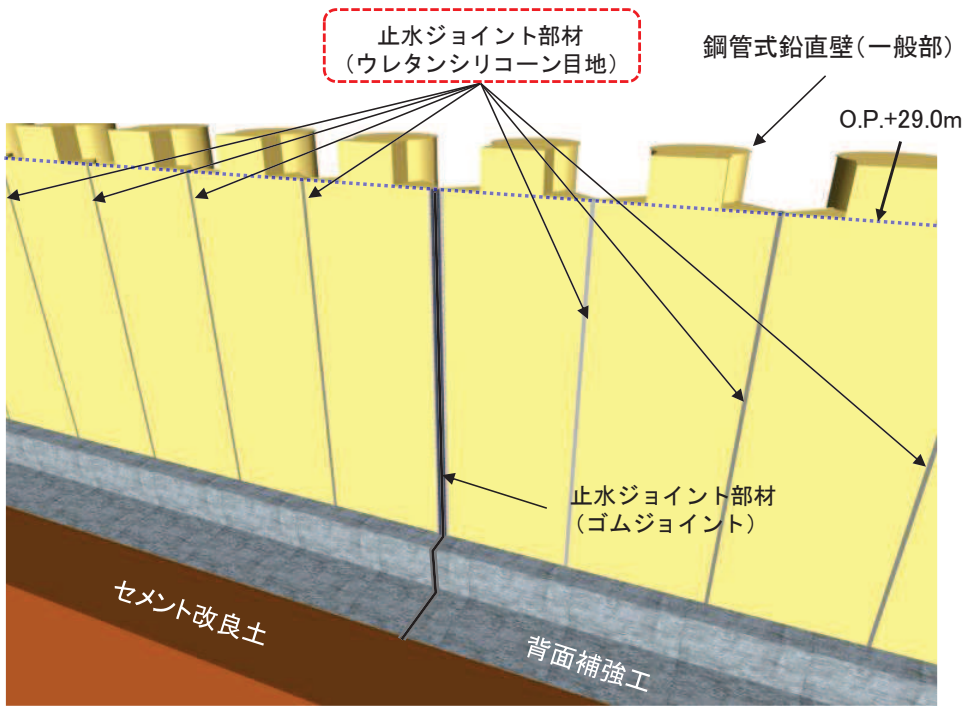 止水ジョイント部材
（ウレタンシリコーン目地）
鋼管式鉛直壁（一般部）
O.P.+29.0m
止水ジョイント部材
（ゴムジョイント）
セメント改良土
背面補強工